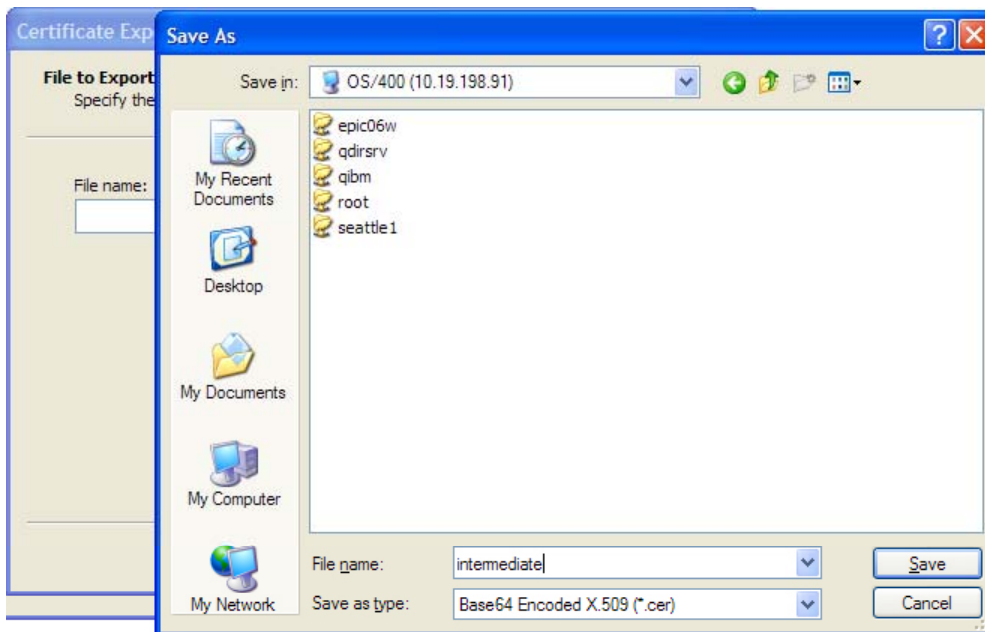 Certificate Exp
File to Export
Specify the
File name:
Save As
Save in:
OS/400 (10.19.198.91)
My Recent
Documents
Desktop
My Documents
My Computer
My Network
epic06w
qdirsrv
qibm
root
seattle1
File name:
intermediate
Save
Save as type:
Base64 Encoded X.509 (*.cer)
Cancel